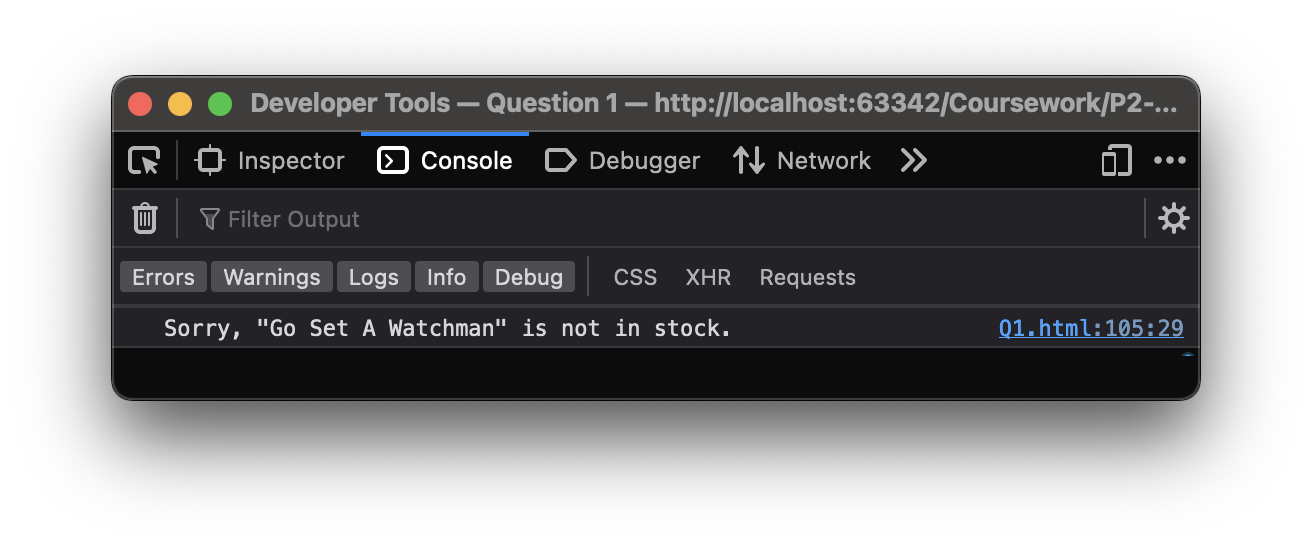 Developer Tools — Question 1 — http://localhost:63342/Coursework/P2-...
Inspector Console Debugger Network
Filter Output
Errors Warnings Logs Info Debug CSS XHR Requests
Sorry, "Go Set A Watchman" is not in stock. Q1.html:105:29